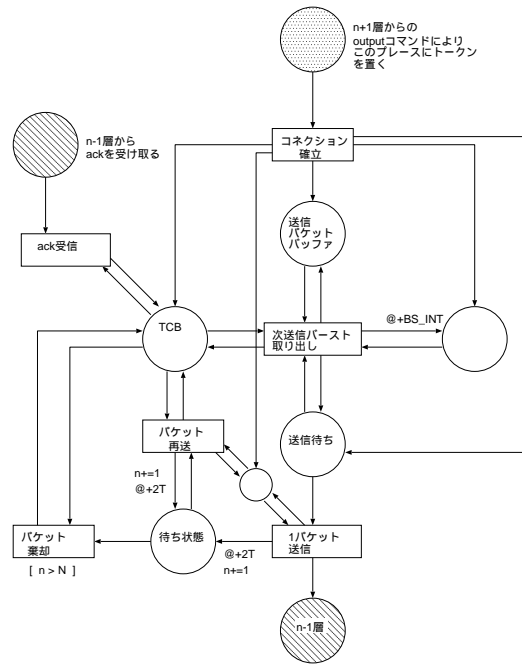 n+1層からの
outputコマンドにより
このプレースにトークン
を置く
n-1層から
ackを受け取る
コネクション
確立
ack受信
送信
パケット
バッファ
TCB
次送信バースト
取り出し
@+BS_INT
パケット
再送
送信待ち
n+=1
@+2T
パケット
棄却
[ n > N ]
待ち状態
@+2T
n+=1
1パケット
送信
n-1層